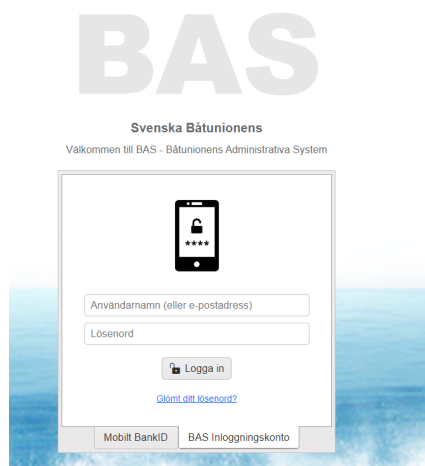 BAS
Svenska Båtunionens
Välkommen till BAS - Båtunionens Administrativa System
****
Användarnamn (eller e-postadress)
Lösenord
Logga in
Glömt ditt lösenord?
Mobilt BankID
BAS Inloggningskonto